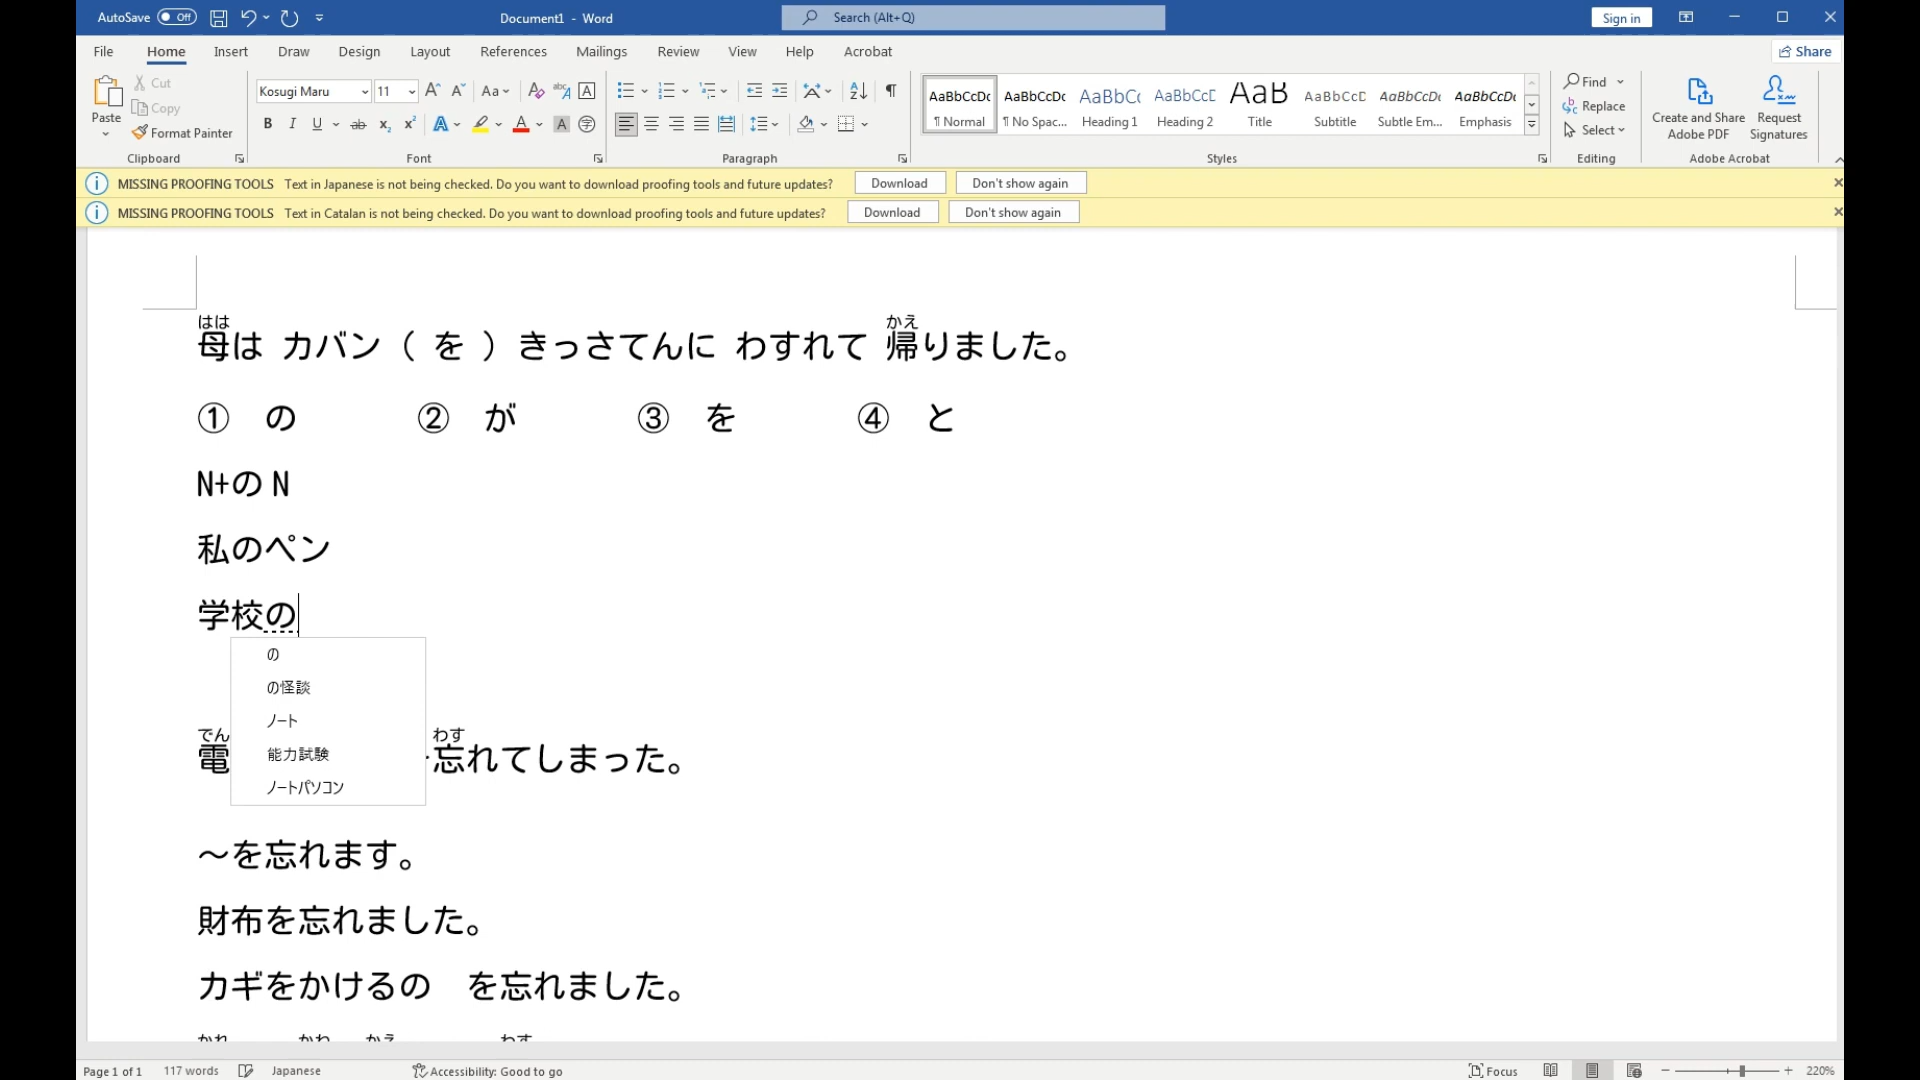 AutoSave Off Document1 - Word Search (Alt+Q) Sign in
File Home Insert Draw Design Layout References Mailings Review View Help Acrobat Share
Paste Cut Copy Format Painter
Clipboard
Kosugi Maru 11
Font
Paragraph
AaBbCcDc AaBbCcDc AaBbCc AaBbCcD AaB AaBbCcD AaBbCcDc AaBbCcDc
¶ Normal ¶ No Spac... Heading 1 Heading 2 Title Subtitle Subtle Em... Emphasis
Styles
Find
Replace
Select
Editing
Create and Share Adobe PDF Request Signatures
Adobe Acrobat
MISSING PROOFING TOOLS Text in Japanese is not being checked. Do you want to download proofing tools and future updates? Download Don't show again
MISSING PROOFING TOOLS Text in Catalan is not being checked. Do you want to download proofing tools and future updates? Download Don't show again
はは かえ
母は カバン（ を ）きっさてんに わすれて 帰りました。
① の ② が ③ を ④ と
N+の N
私のペン
学校の
の
の怪談
ノート
能力試験
ノートパソコン
でん わす
電 忘れてしまった。
～を忘れます。
財布を忘れました。
カギをかけるの を忘れました。
Page 1 of 1 117 words Japanese Accessibility: Good to go Focus 220%